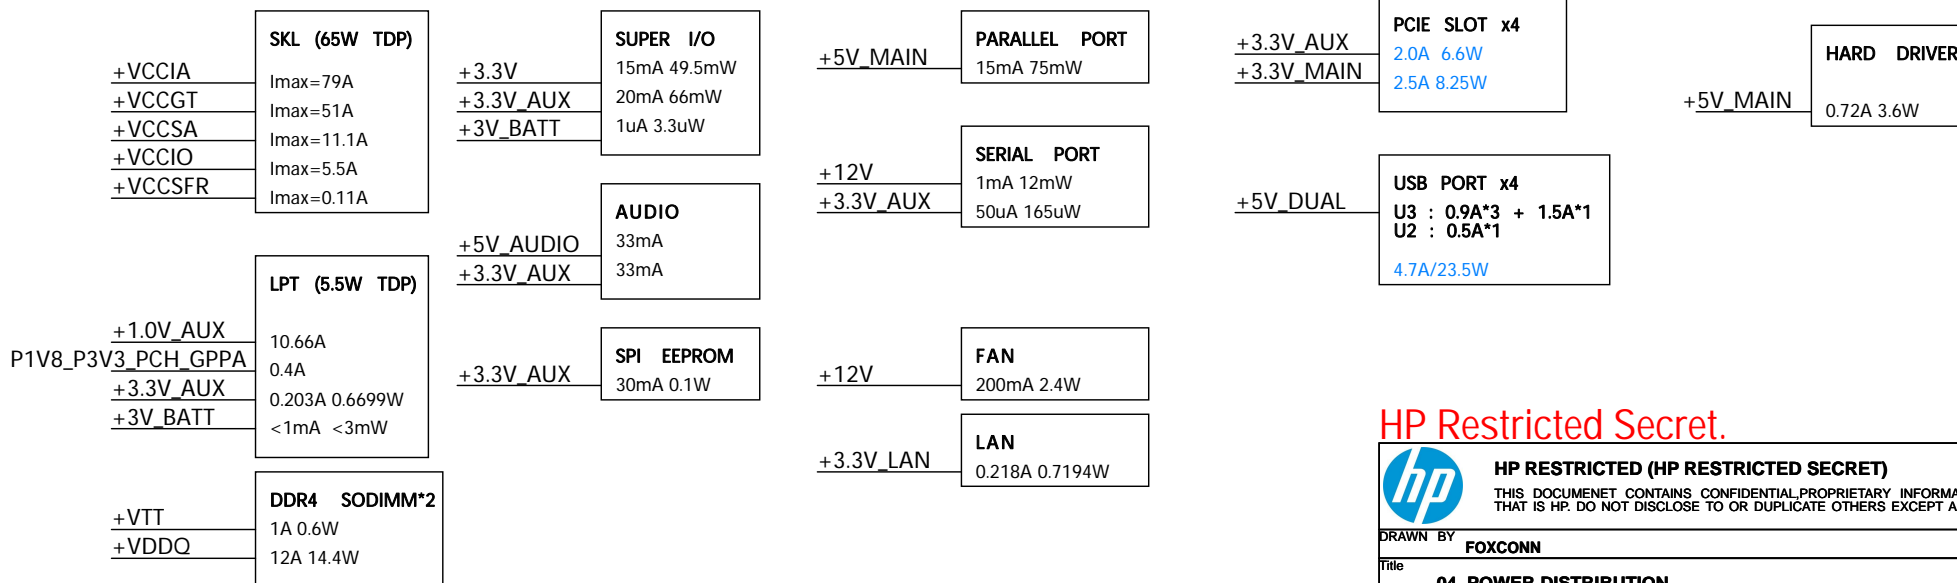 SKL (65W TDP)
+VCCIA
Imax=79A
+VCCGT
Imax=51A
+VCCSA
Imax=11.1A
+VCCIO
Imax=5.5A
+VCCSFR
Imax=0.11A
LPT (5.5W TDP)
+1.0V_AUX
10.66A
P1V8_P3V3_PCH_GPPA
0.4A
+3.3V_AUX
0.203A 0.6699W
+3V_BATT
<1mA <3mW
DDR4 SODIMM*2
+VTT
1A 0.6W
+VDDQ
12A 14.4W
SUPER I/O
+3.3V
15mA 49.5mW
+3.3V_AUX
20mA 66mW
+3V_BATT
1uA 3.3uW
AUDIO
+5V_AUDIO
33mA
+3.3V_AUX
33mA
SPI EEPROM
+3.3V_AUX
30mA 0.1W
PARALLEL PORT
+5V_MAIN
15mA 75mW
SERIAL PORT
+12V
1mA 12mW
+3.3V_AUX
50uA 165uW
FAN
+12V
200mA 2.4W
LAN
+3.3V_LAN
0.218A 0.7194W
PCIE SLOT x4
+3.3V_AUX
2.0A 6.6W
+3.3V_MAIN
2.5A 8.25W
USB PORT x4
+5V_DUAL
U3 : 0.9A*3 + 1.5A*1
U2 : 0.5A*1
4.7A/23.5W
HARD DRIVER
+5V_MAIN
0.72A 3.6W
HP Restricted Secret.
hp
HP RESTRICTED (HP RESTRICTED SECRET)
THIS DOCUMENET CONTAINS CONFIDENTIAL,PROPRIETARY INFORMA
THAT IS HP. DO NOT DISCLOSE TO OR DUPLICATE OTHERS EXCEPT A
DRAWN BY
FOXCONN
Title
04. POWER DISTRIBUTION